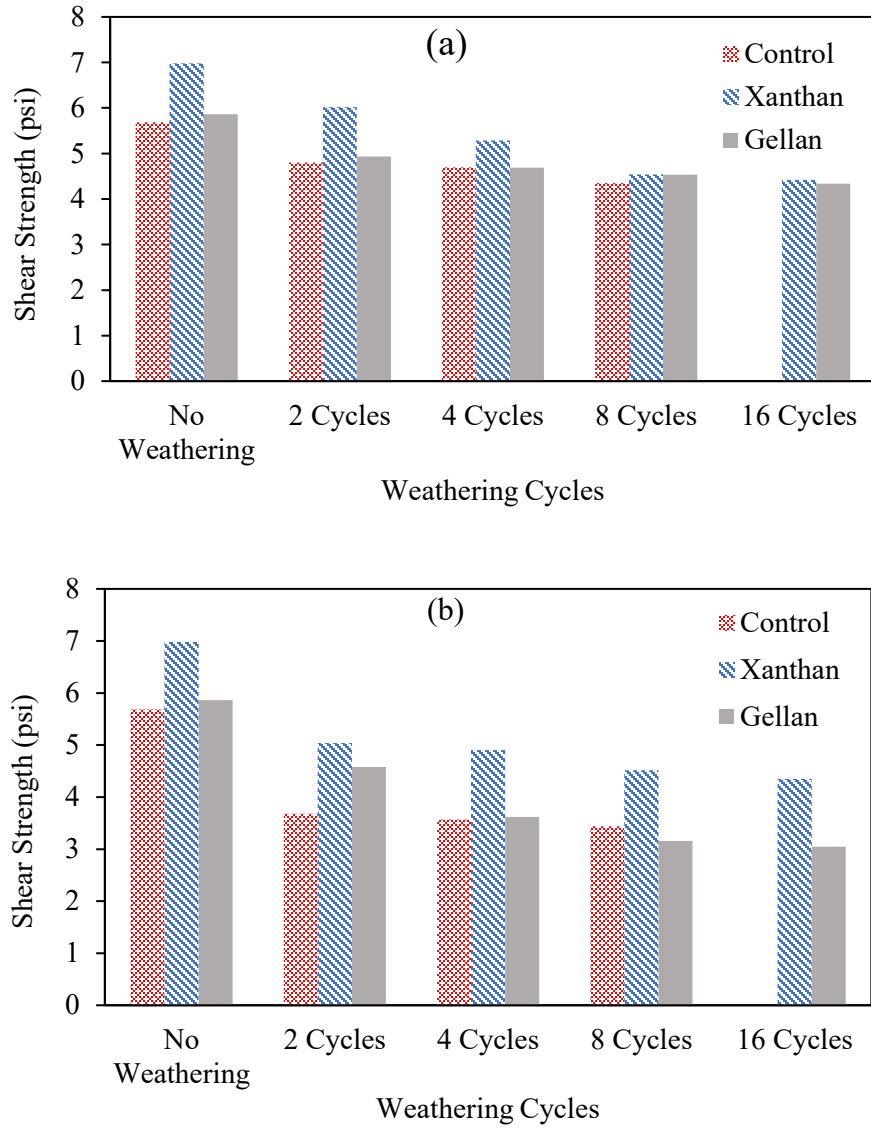 (a)
8
7
6
5
4
3
2
1
0
Shear Strength (psi)
Control
Xanthan
Gellan
No
Weathering
2 Cycles
4 Cycles
8 Cycles
16 Cycles
Weathering Cycles
(b)
8
7
6
5
4
3
2
1
0
Shear Strength (psi)
Control
Xanthan
Gellan
No
Weathering
2 Cycles
4 Cycles
8 Cycles
16 Cycles
Weathering Cycles